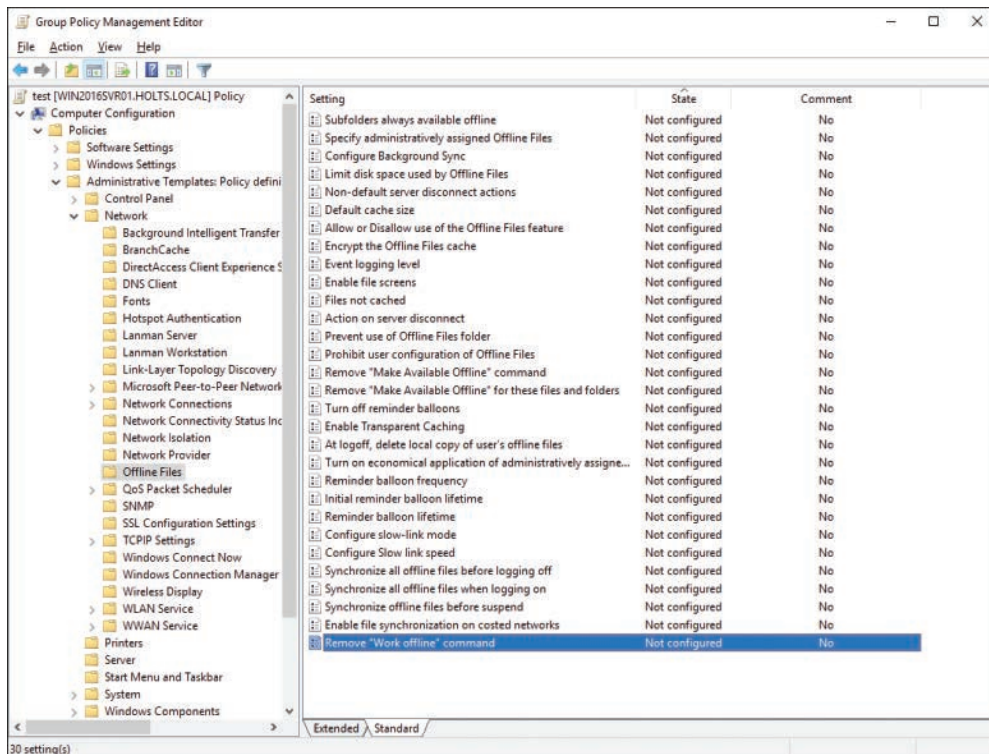 Group Policy Management Editor
File Action View Help
test [WIN2016SVR01.HOLTS.LOCAL] Policy
Computer Configuration
Policies
Software Settings
Windows Settings
Administrative Templates: Policy defini
Control Panel
Network
Background Intelligent Transfer
BranchCache
DirectAccess Client Experience S
DNS Client
Fonts
Hotspot Authentication
Lanman Server
Lanman Workstation
Link-Layer Topology Discovery
Microsoft Peer-to-Peer Network
Network Connections
Network Connectivity Status Inc
Network Isolation
Network Provider
Offline Files
QoS Packet Scheduler
SNMP
SSL Configuration Settings
TCPIP Settings
Windows Connect Now
Windows Connection Manager
Wireless Display
WLAN Service
WWAN Service
Printers
Server
Start Menu and Taskbar
System
Windows Components
Setting State Comment
Subfolders always available offline Not configured No
Specify administratively assigned Offline Files Not configured No
Configure Background Sync Not configured No
Limit disk space used by Offline Files Not configured No
Non-default server disconnect actions Not configured No
Default cache size Not configured No
Allow or Disallow use of the Offline Files feature Not configured No
Encrypt the Offline Files cache Not configured No
Event logging level Not configured No
Enable file screens Not configured No
Files not cached Not configured No
Action on server disconnect Not configured No
Prevent use of Offline Files folder Not configured No
Prohibit user configuration of Offline Files Not configured No
Remove "Make Available Offline" command Not configured No
Remove "Make Available Offline" for these files and folders Not configured No
Turn off reminder balloons Not configured No
Enable Transparent Caching Not configured No
At logoff, delete local copy of user's offline files Not configured No
Turn on economical application of administratively assigne... Not configured No
Reminder balloon frequency Not configured No
Initial reminder balloon lifetime Not configured No
Reminder balloon lifetime Not configured No
Configure slow-link mode Not configured No
Configure Slow link speed Not configured No
Synchronize all offline files before logging off Not configured No
Synchronize all offline files when logging on Not configured No
Synchronize offline files before suspend Not configured No
Enable file synchronization on costed networks Not configured No
Remove "Work offline" command Not configured No
Extended Standard
30 setting(s)